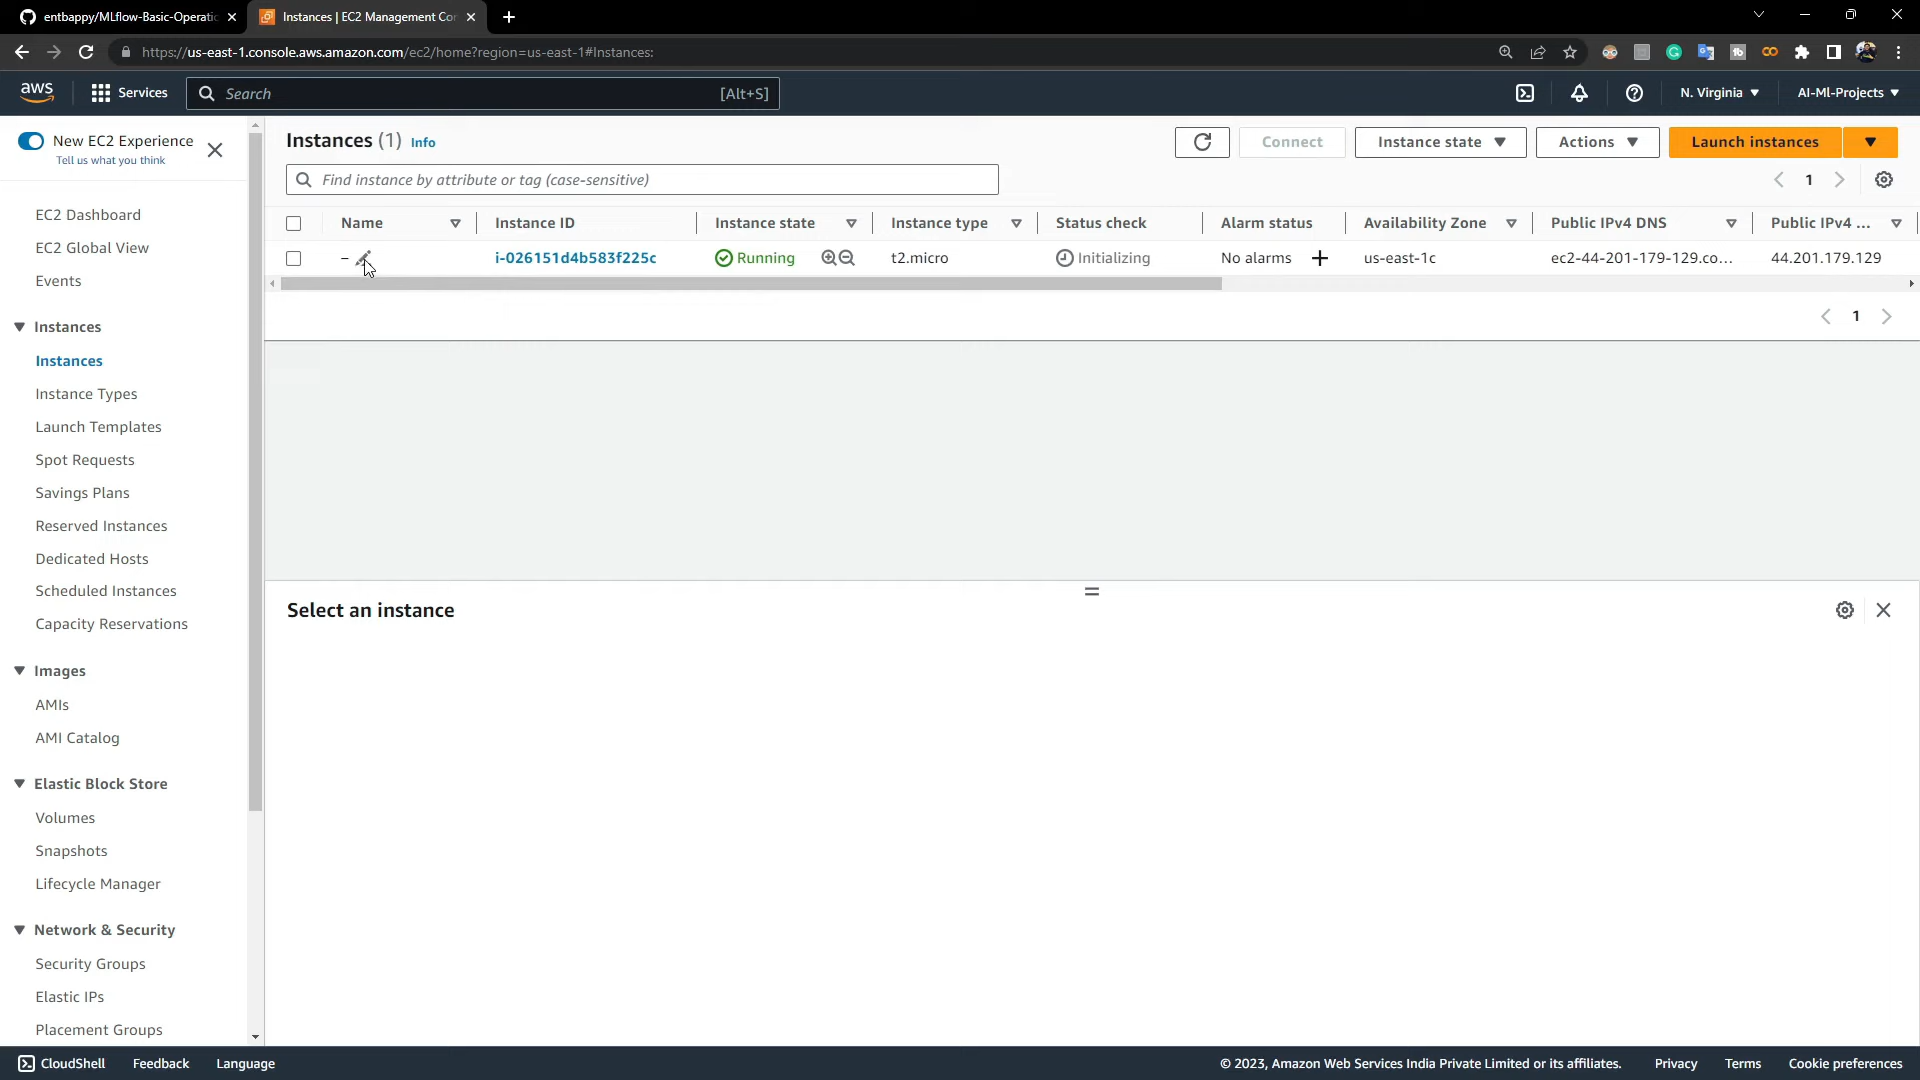 entbappy/MLflow-Basic-Operatic
Instances | EC2 Management Cor
https://us-east-1.console.aws.amazon.com/ec2/home?region=us-east-1#Instances:
aws
Services
Search
[Alt+S]
N. Virginia
AI-Ml-Projects
New EC2 Experience
Tell us what you think
EC2 Dashboard
EC2 Global View
Events
Instances
Instances
Instance Types
Launch Templates
Spot Requests
Savings Plans
Reserved Instances
Dedicated Hosts
Scheduled Instances
Capacity Reservations
Images
AMIs
AMI Catalog
Elastic Block Store
Volumes
Snapshots
Lifecycle Manager
Network & Security
Security Groups
Elastic IPs
Placement Groups
Instances (1) Info
Connect
Instance state
Actions
Launch instances
Find instance by attribute or tag (case-sensitive)
1
Name Instance ID Instance state Instance type Status check Alarm status Availability Zone Public IPv4 DNS Public IPv4 ...
– i-026151d4b583f225c Running t2.micro Initializing No alarms + us-east-1c ec2-44-201-179-129.co... 44.201.179.129
1
Select an instance
CloudShell Feedback Language
© 2023, Amazon Web Services India Private Limited or its affiliates. Privacy Terms Cookie preferences